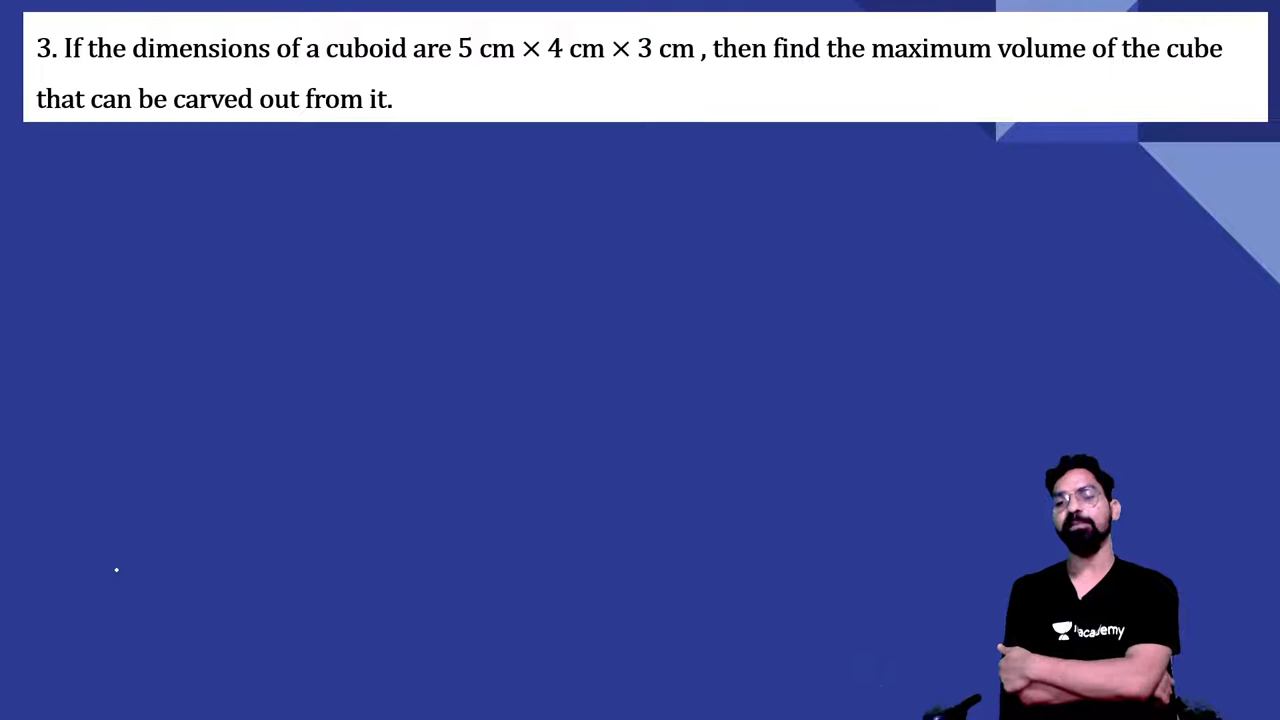 3. If the dimensions of a cuboid are 5 cm × 4 cm × 3 cm , then find the maximum volume of the cube
that can be carved out from it.